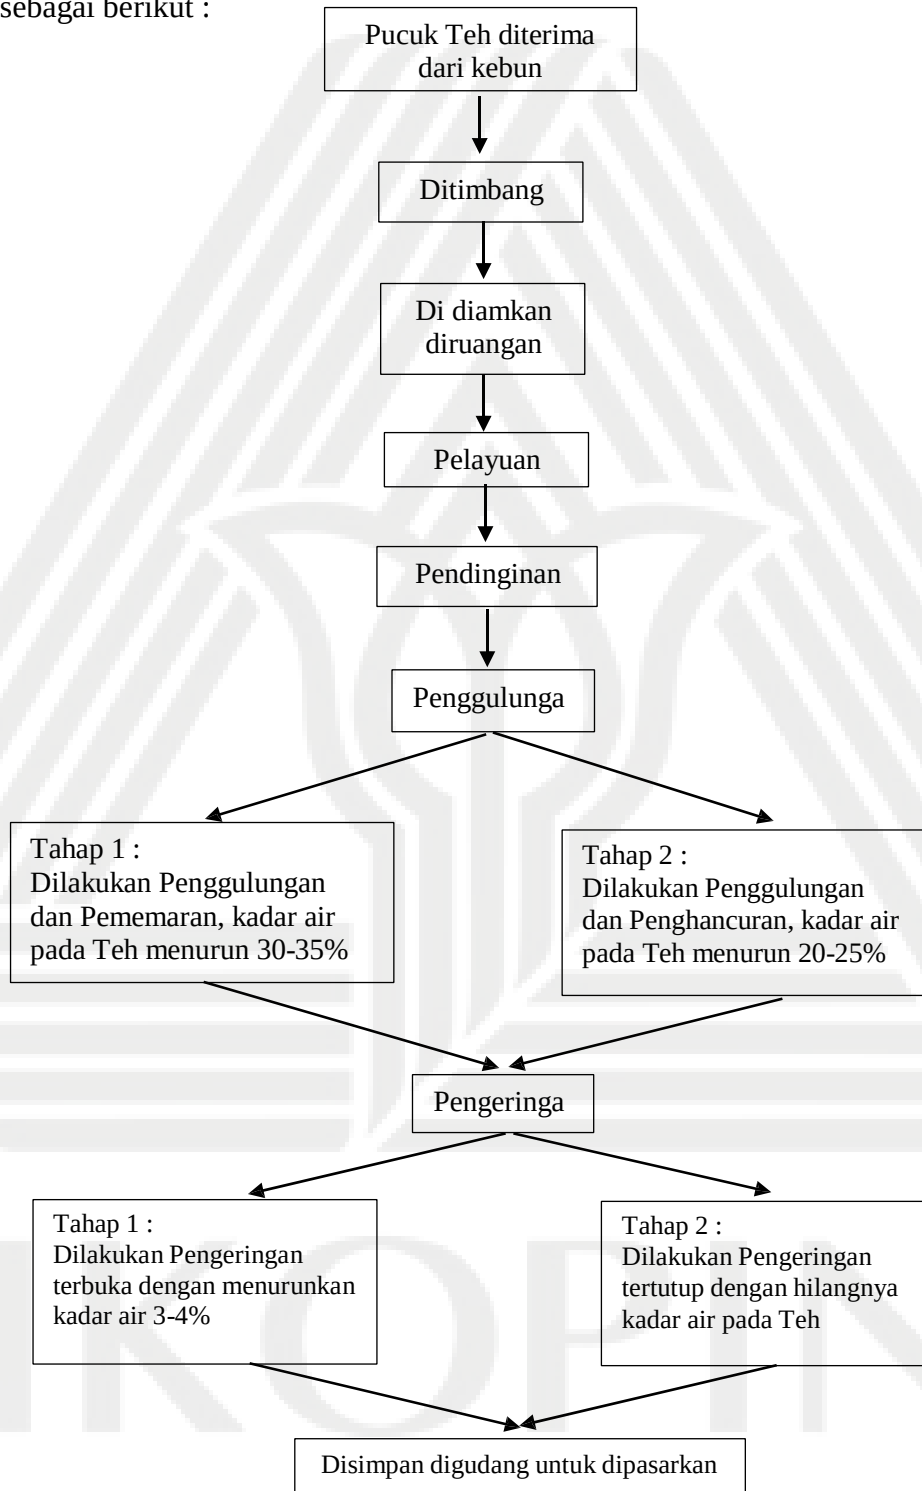 sebagai berikut :
Pucuk Teh diterima
dari kebun
Ditimbang
Di diamkan
diruangan
Pelayuan
Pendinginan
Penggulunga
Tahap 1 :
Dilakukan Penggulungan
dan Pememaran, kadar air
pada Teh menurun 30-35%
Tahap 2 :
Dilakukan Penggulungan
dan Penghancuran, kadar air
pada Teh menurun 20-25%
Pengeringa
Tahap 1 :
Dilakukan Pengeringan
terbuka dengan menurunkan
kadar air 3-4%
Tahap 2 :
Dilakukan Pengeringan
tertutup dengan hilangnya
kadar air pada Teh
Disimpan digudang untuk dipasarkan
IKOPIN